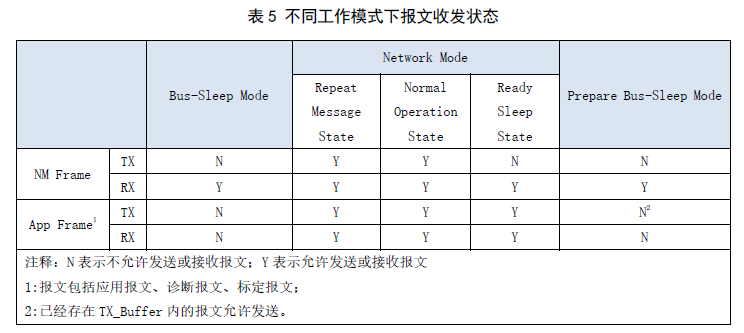 表 5 不同工作模式下报文收发状态
Network Mode
Bus-Sleep Mode Repeat Message State Normal Operation State Ready Sleep State Prepare Bus-Sleep Mode
NM Frame TX N Y Y N N
RX Y Y Y Y Y
App Frame¹ TX N Y Y Y N²
RX N Y Y Y N
注释：N 表示不允许发送或接收报文；Y 表示允许发送或接收报文
1:报文包括应用报文、诊断报文、标定报文；
2:已经存在 TX_Buffer 内的报文允许发送。